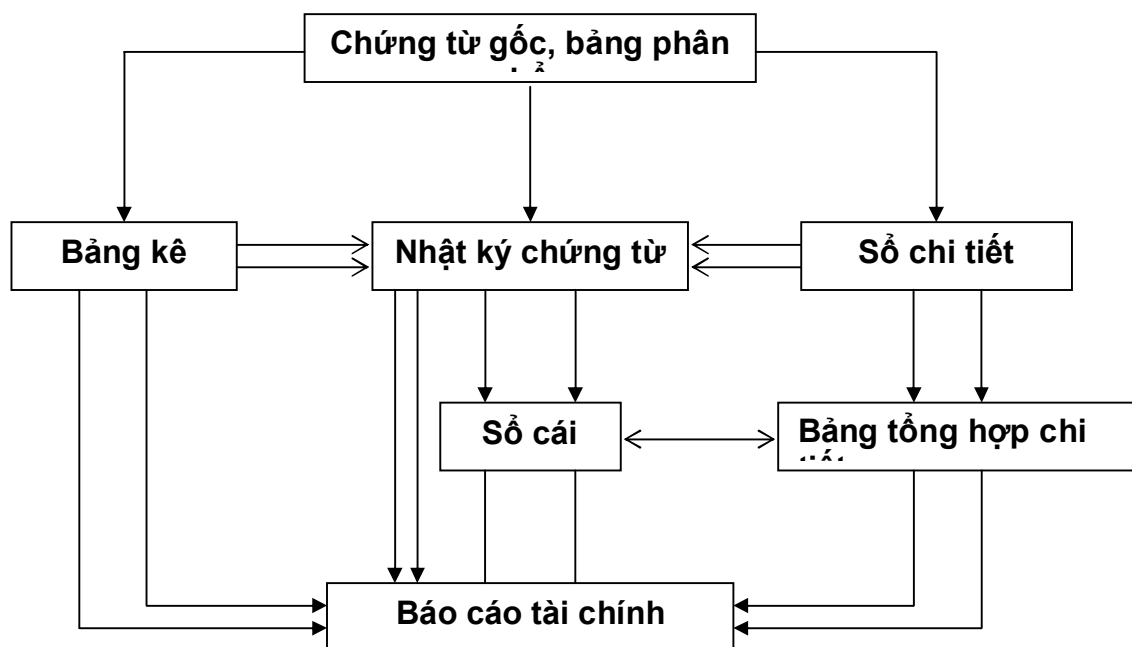 Chứng từ gốc, bảng phân
Bảng kê
Nhật ký chứng từ
Sổ chi tiết
Sổ cái
Bảng tổng hợp chi
Báo cáo tài chính